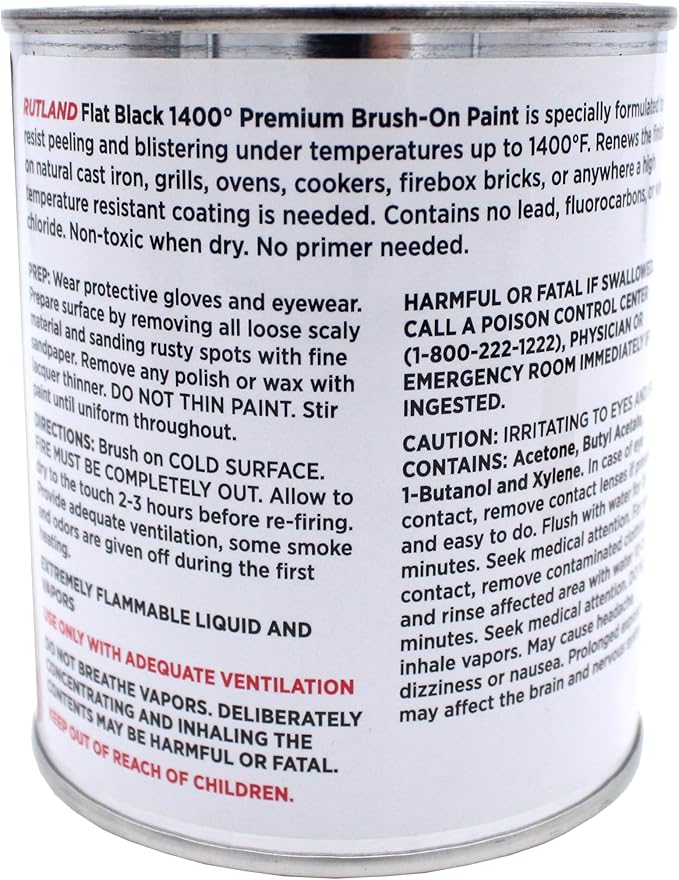 RUTLAND Flat Black 1400° Premium Brush-On Paint is specially formulated
resist peeling and blistering under temperatures up to 1400°F. Renews the
on natural cast iron, grills, ovens, cookers, firebox bricks, or anywhere a high
temperature resistant coating is needed. Contains no lead, fluorocarbons, or
chloride. Non-toxic when dry. No primer needed.
PREP: Wear protective gloves and eyewear.
Prepare surface by removing all loose scaly
material and sanding rusty spots with fine
sandpaper. Remove any polish or wax with
lacquer thinner. DO NOT THIN PAINT. Stir
paint until uniform throughout.
DIRECTIONS: Brush on COLD SURFACE.
FIRE MUST BE COMPLETELY OUT. Allow to
dry to the touch 2-3 hours before re-firing.
Provide adequate ventilation, some smoke
and odors are given off during the first
heating.
EXTREMELY FLAMMABLE LIQUID AND
VAPORS
USE ONLY WITH ADEQUATE VENTILATION
DO NOT BREATHE VAPORS. DELIBERATELY
CONCENTRATING AND INHALING THE
CONTENTS MAY BE HARMFUL OR FATAL.
KEEP OUT OF REACH OF CHILDREN.
HARMFUL OR FATAL IF SWALLOWED
CALL A POISON CONTROL CENTER
(1-800-222-1222), PHYSICIAN OR
EMERGENCY ROOM IMMEDIATELY
INGESTED.
CAUTION: IRRITATING TO EYES AND
CONTAINS: Acetone, Butyl Acetate,
1-Butanol and Xylene. In case of eye
contact, remove contact lenses if
and easy to do. Flush with water for
minutes. Seek medical attention. For
contact, remove contaminated
and rinse affected area with water
minutes. Seek medical attention.
inhale vapors. May cause headache,
dizziness or nausea. Prolonged
may affect the brain and nervous